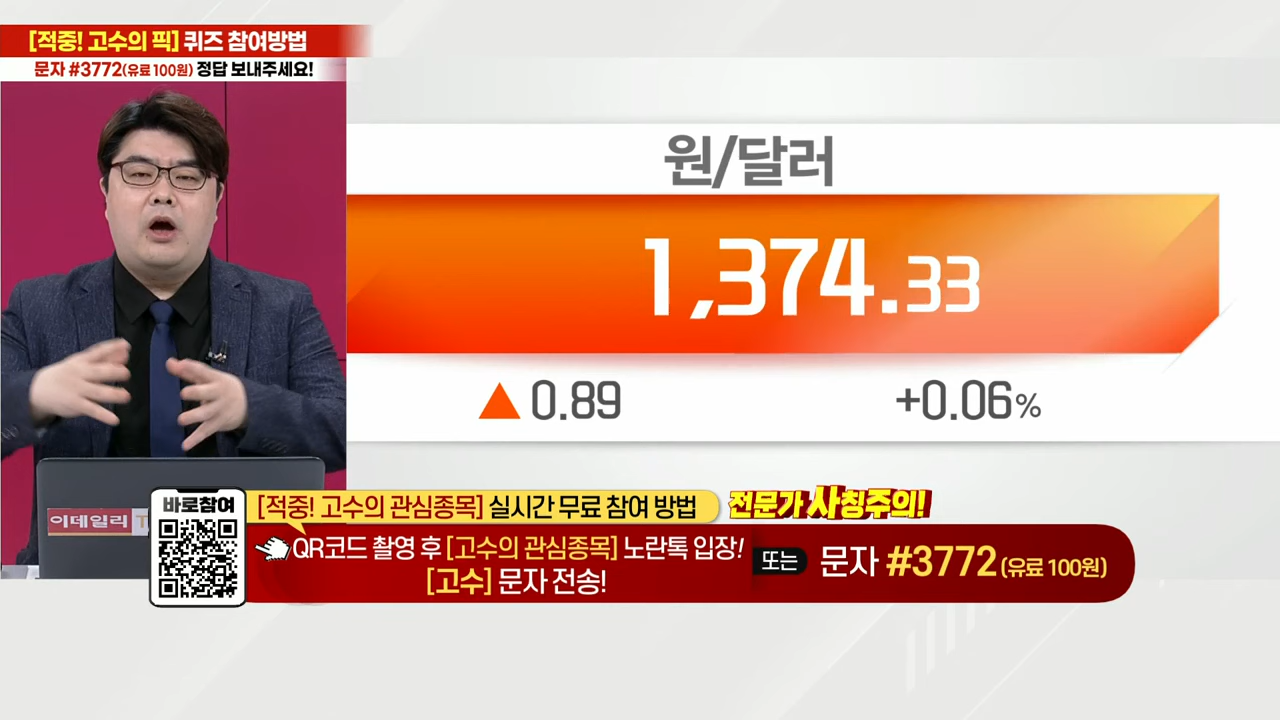 [적중! 고수의 픽] 퀴즈 참여방법
문자 #3772(유료 100원) 정답 보내주세요!
원/달러
1,374.33
▲ 0.89 +0.06%
이데일리 T
바로참여
[적중! 고수의 관심종목] 실시간 무료 참여 방법
전문가 사칭주의!
QR코드 촬영 후 [고수의 관심종목] 노란톡 입장!
[고수] 문자 전송!
또는 문자 #3772(유료 100원)